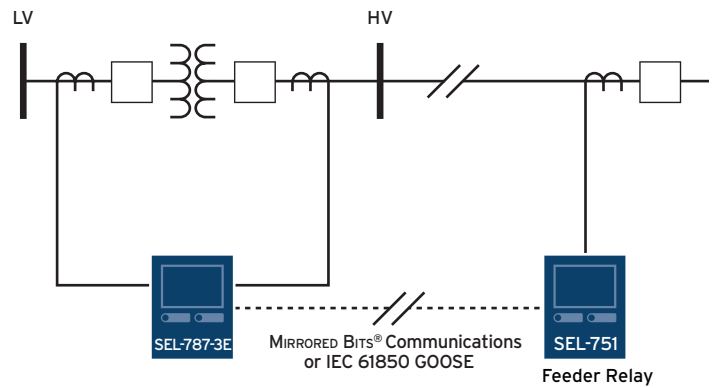 LV
HV
SEL-787-3E
MIRRORED BITS® Communications
or IEC 61850 GOOSE
SEL-751
Feeder Relay